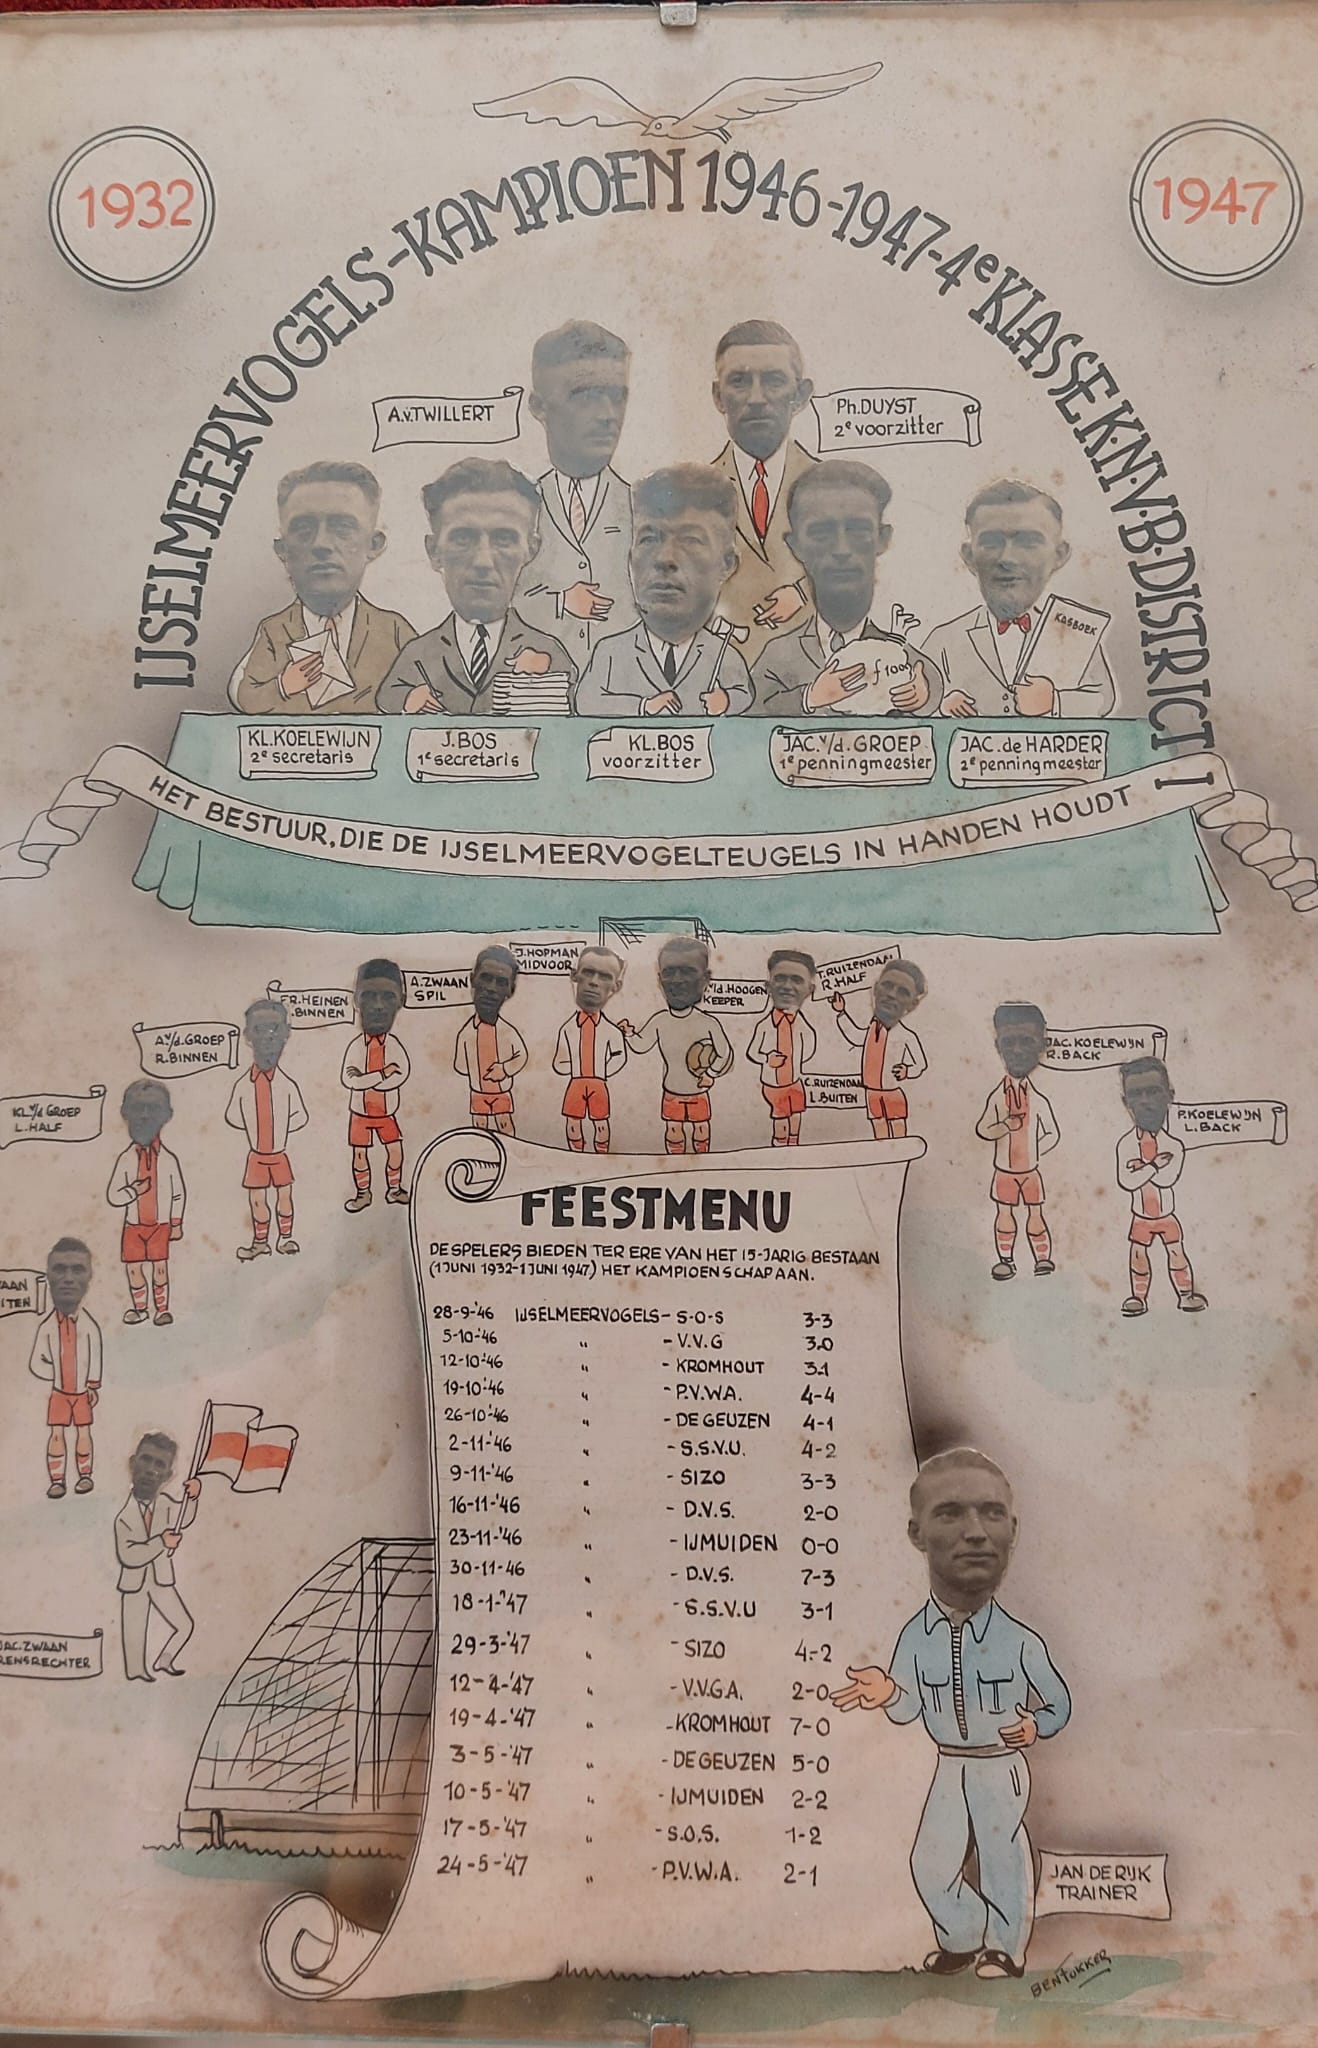 1932
1947
IJSELMEERVOGELS-KAMPIOEN 1946-1947-4e KLASSE K.N.V.B. DISTRICT I
A.v.TWILLERT
Ph.DUYST
2e voorzitter
KASBOEK
f 1000
KL.KOELEWIJN
2e secretaris
J.BOS
1e secretaris
KL.BOS
voorzitter
JAC.v/d.GROEP
1e penningmeester
JAC.de HARDER
2e penningmeester
HET BESTUUR, DIE DE IJSELMEERVOGELTEUGELS IN HANDEN HOUDT
J.HOPMAN
MIDVOOR
A.ZWAAN
SPIL
FR.HEINEN
.BINNEN
A.v/d.GROEP
R.BINNEN
KL.v/d GROEP
L.HALF
v/d.HOOGEN
KEEPER
T.RUIZENDAAL
R.HALF
C.RUIZENDAAL
L.BUITEN
JAC.KOELEWIJN
R.BACK
P.KOELEWIJN
L.BACK
AAN
ITEN
JAC.ZWAAN
RENSRECHTER
FEESTMENU
DE SPELERS BIEDEN TER ERE VAN HET 15-JARIG BESTAAN
(1 JUNI 1932-1 JUNI 1947) HET KAMPIOENSCHAP AAN.
28-9-'46 IJSELMEERVOGELS- S-O-S 3-3
5-10-'46 " - V.V.G 3.0
12-10-'46 " - KROMHOUT 3.1
19-10-'46 " - P.V.W.A. 4-4
26-10-'46 " - DE GEUZEN 4-1
2-11-'46 " - S.S.V.U. 4-2
9-11-'46 " - SIZO 3-3
16-11-'46 " - D.V.S. 2-0
23-11-'46 " - IJMUIDEN 0-0
30-11-46 " - D.V.S. 7-3
18-1-'47 " - S.S.V.U 3-1
29-3-'47 " - SIZO 4-2
12-4-'47 " - V.V.G.A. 2-0
19-4-'47 " - KROMHOUT 7-0
3-5-'47 " - DE GEUZEN 5-0
10-5-'47 " - IJMUIDEN 2-2
17-5-'47 " - S.O.S. 1-2
24-5-'47 " - P.V.W.A. 2-1
JAN DE RIJK
TRAINER
BEN FOKKER